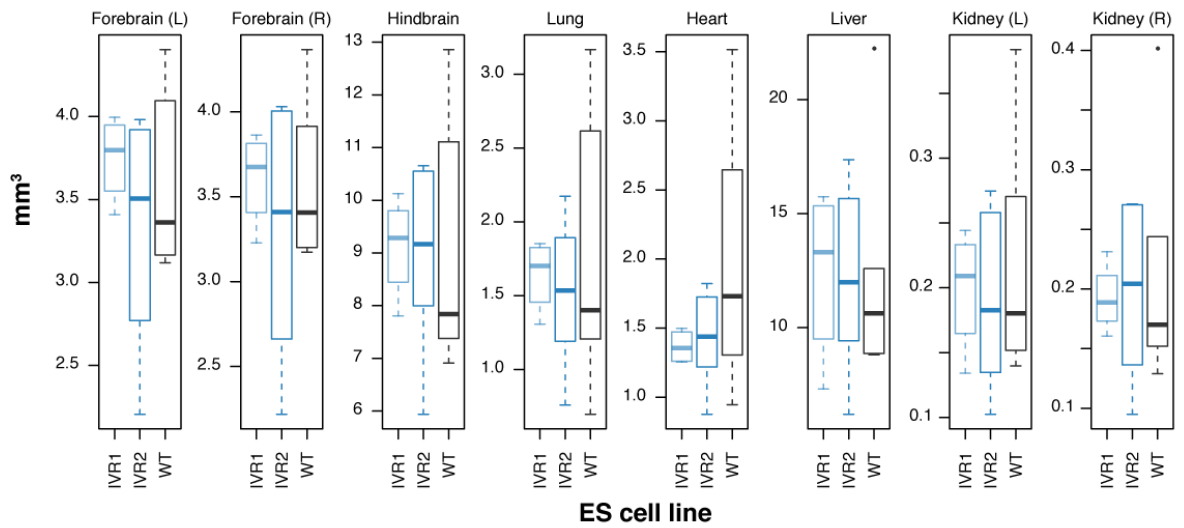 Forebrain (L)
Forebrain (R)
Hindbrain
Lung
Heart
Liver
Kidney (L)
Kidney (R)
mm³
4.0
3.5
3.0
2.5
4.0
3.5
3.0
2.5
13
12
11
10
9
8
7
6
3.0
2.5
2.0
1.5
1.0
3.5
3.0
2.5
2.0
1.5
1.0
20
15
10
0.3
0.2
0.1
0.4
0.3
0.2
0.1
IVR1
IVR2
WT
IVR1
IVR2
WT
IVR1
IVR2
WT
IVR1
IVR2
WT
IVR1
IVR2
WT
IVR1
IVR2
WT
IVR1
IVR2
WT
IVR1
IVR2
WT
ES cell line